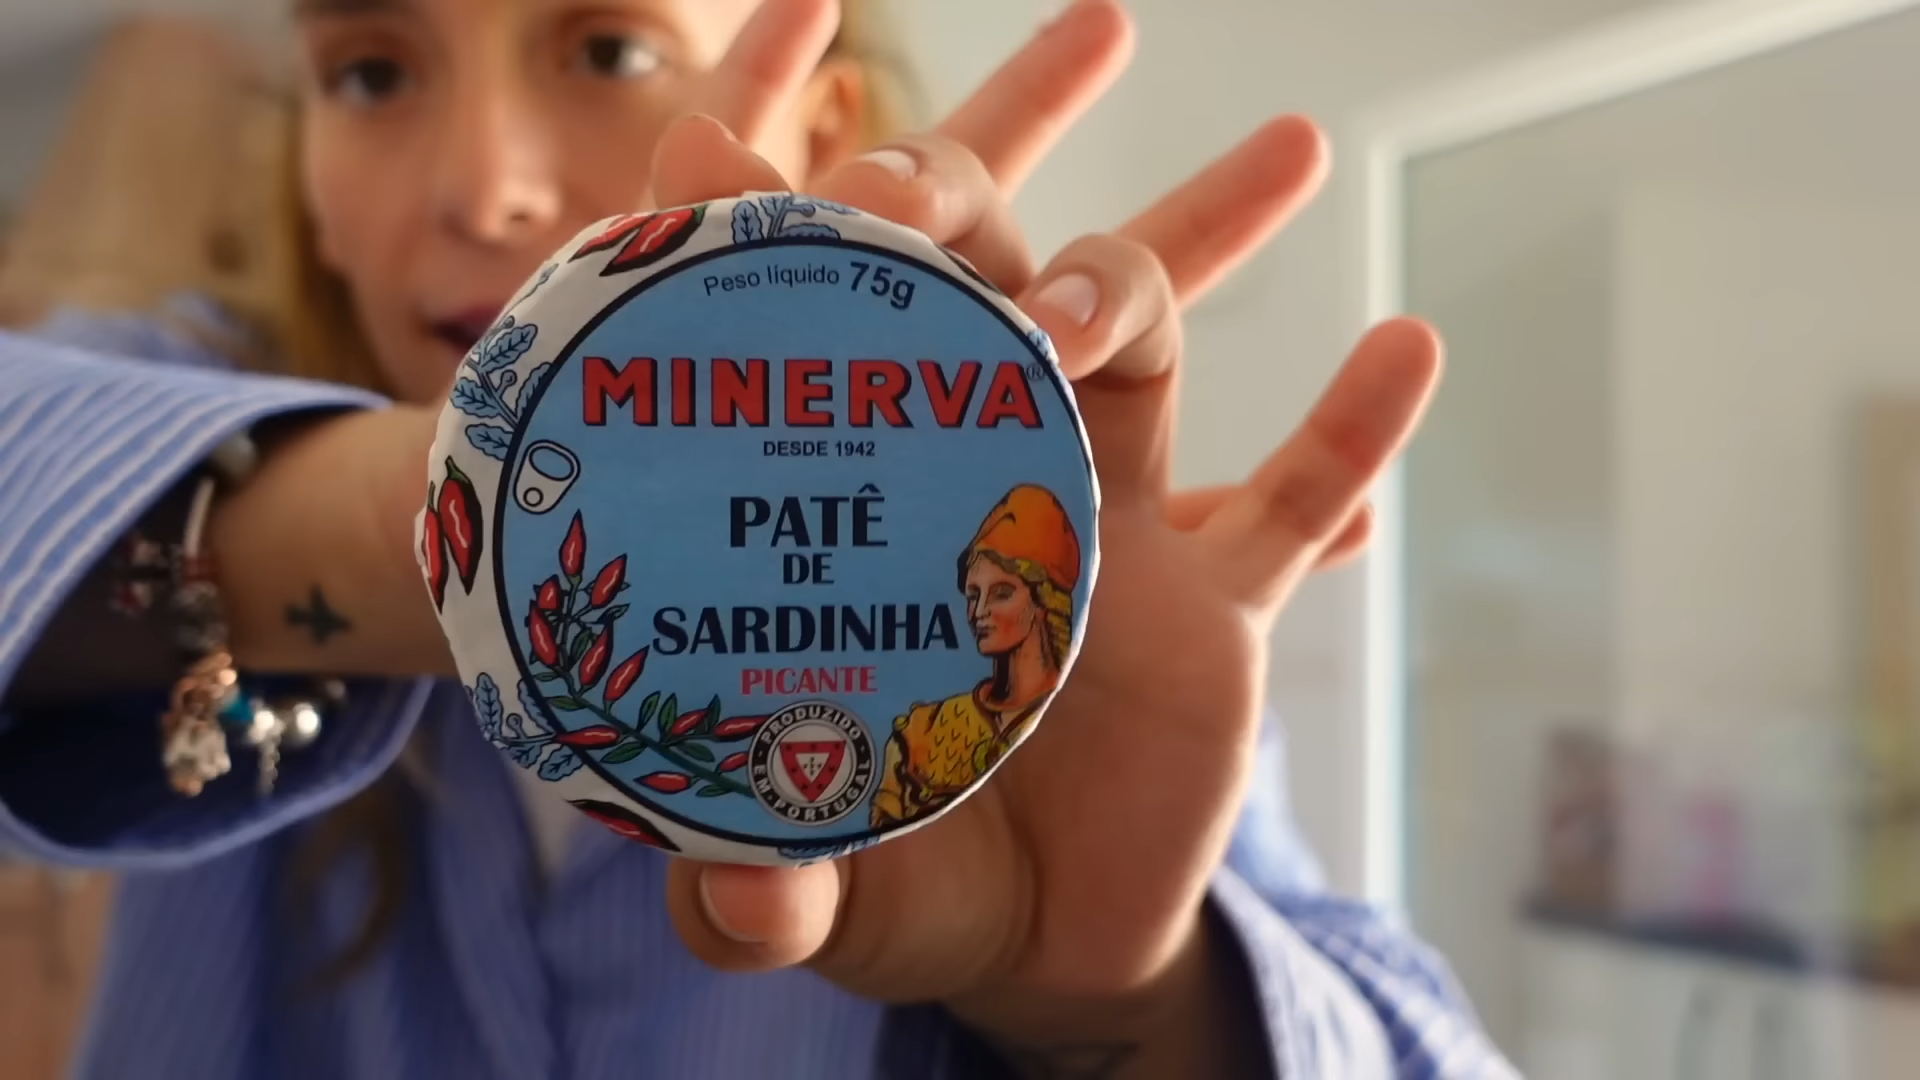 Peso líquido 75g
MINERVA®
DESDE 1942
PATÊ
DE
SARDINHA
PICANTE
PRODUZIDO
EM • PORTUGAL